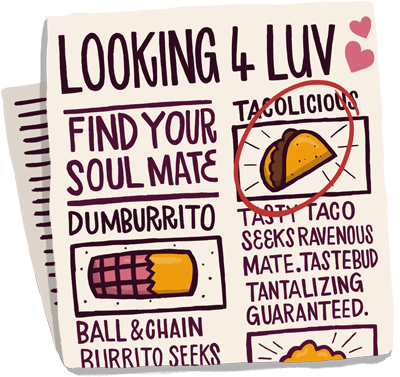 LOOKING 4 LUV
FIND YOUR
SOUL MATE
DUMBURRITO
BALL & CHAIN
BURRITO SEEKS
TACOLICIOUS
TASTY TACO
SEEKS RAVENOUS
MATE. TASTEBUD
TANTALIZING
GUARANTEED.